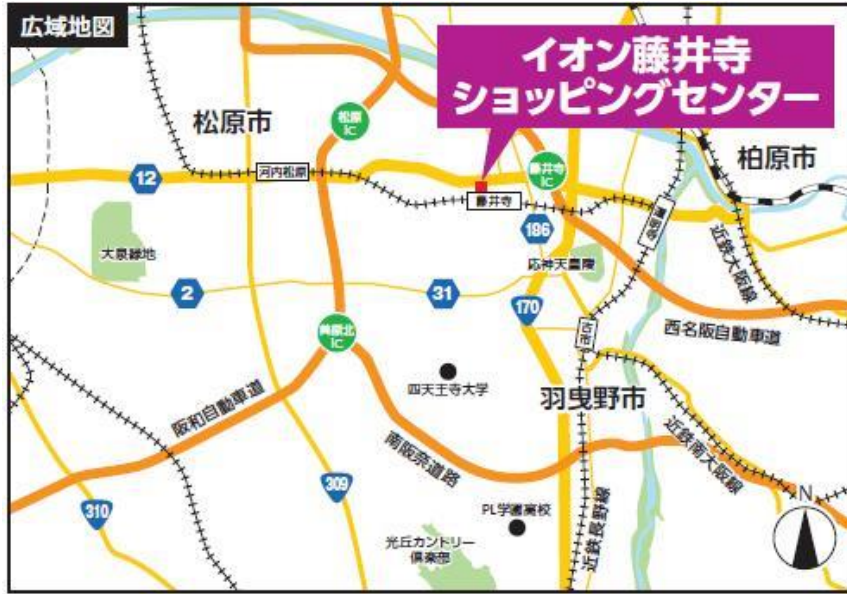 広域地図
イオン藤井寺
ショッピングセンター
松原市
松原
IC
柏原市
12
河内松原
藤井寺
IC
藤井寺
道明寺
186
大泉緑地
応神天皇陵
近鉄大阪線
2
31
170
西名阪自動車道
美原北
IC
古市
四天王寺大学
羽曳野市
阪和自動車道
南阪奈道路
近鉄南大阪線
309
310
PL学園高校
光丘カントリー
倶楽部
近鉄長野線
N